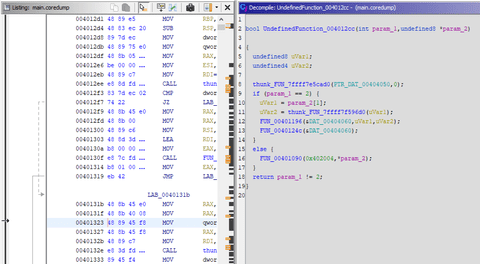 Listing: main.coredump
004012d1 48 89 e5 MOV RBP,
004012d4 48 83 ec 20 SUB RSP,
004012d8 89 7d ec MOV dwor
004012db 48 89 75 e0 MOV qwor
004012df 48 8b 05 ... MOV RAX,
004012e6 be 00 00 ... MOV ESI,
004012eb 48 89 c7 MOV RDI=
004012ee e8 8d fd ... CALL thun
004012f3 83 7d ec 02 CMP dwor
004012f7 74 22 JZ LAB_
004012f9 48 8b 45 e0 MOV RAX,
004012fd 48 8b 00 MOV RAX,
00401300 48 89 c6 MOV RSI,
00401303 48 8d 3d... LEA RDI,
0040130a b8 00 00 ... MOV EAX,
0040130f e8 7c fd ... CALL FUN_
00401314 b8 01 00 ... MOV EAX,
00401319 eb 42 JMP LAB_
LAB_0040131b
0040131b 48 8b 45 e0 MOV RAX,
0040131f 48 8b 40 08 MOV RAX,
00401323 48 89 45 f8 MOV qwor
00401327 48 8b 45 f8 MOV RAX,
0040132b 48 89 c7 MOV RDI,
0040132e e8 3d fd ... CALL thun
00401333 89 45 f4 MOV dwor
Decompile: UndefinedFunction_004012cc - (main.coredump)
1
2 bool UndefinedFunction_004012cc(int param_1,undefined8 *param_2)
3
4 {
5 undefined8 uVar1;
6 undefined4 uVar2;
7
8 thunk_FUN_7ffff7e5cad0(PTR_DAT_00404050,0);
9 if (param_1 == 2) {
10 uVar1 = param_2[1];
11 uVar2 = thunk_FUN_7ffff7f596d0(uVar1);
12 FUN_00401196(&DAT_00404060,uVar1,uVar2);
13 FUN_0040124c(&DAT_00404060);
14 }
15 else {
16 FUN_00401090(0x402004,*param_2);
17 }
18 return param_1 != 2;
19 }
20